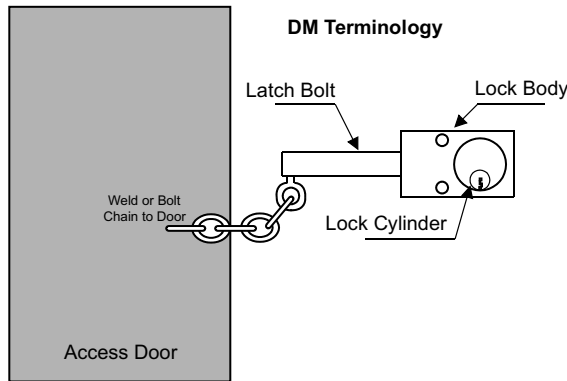 DM Terminology
Latch Bolt
Lock Body
Weld or Bolt
Chain to Door
Lock Cylinder
Access Door